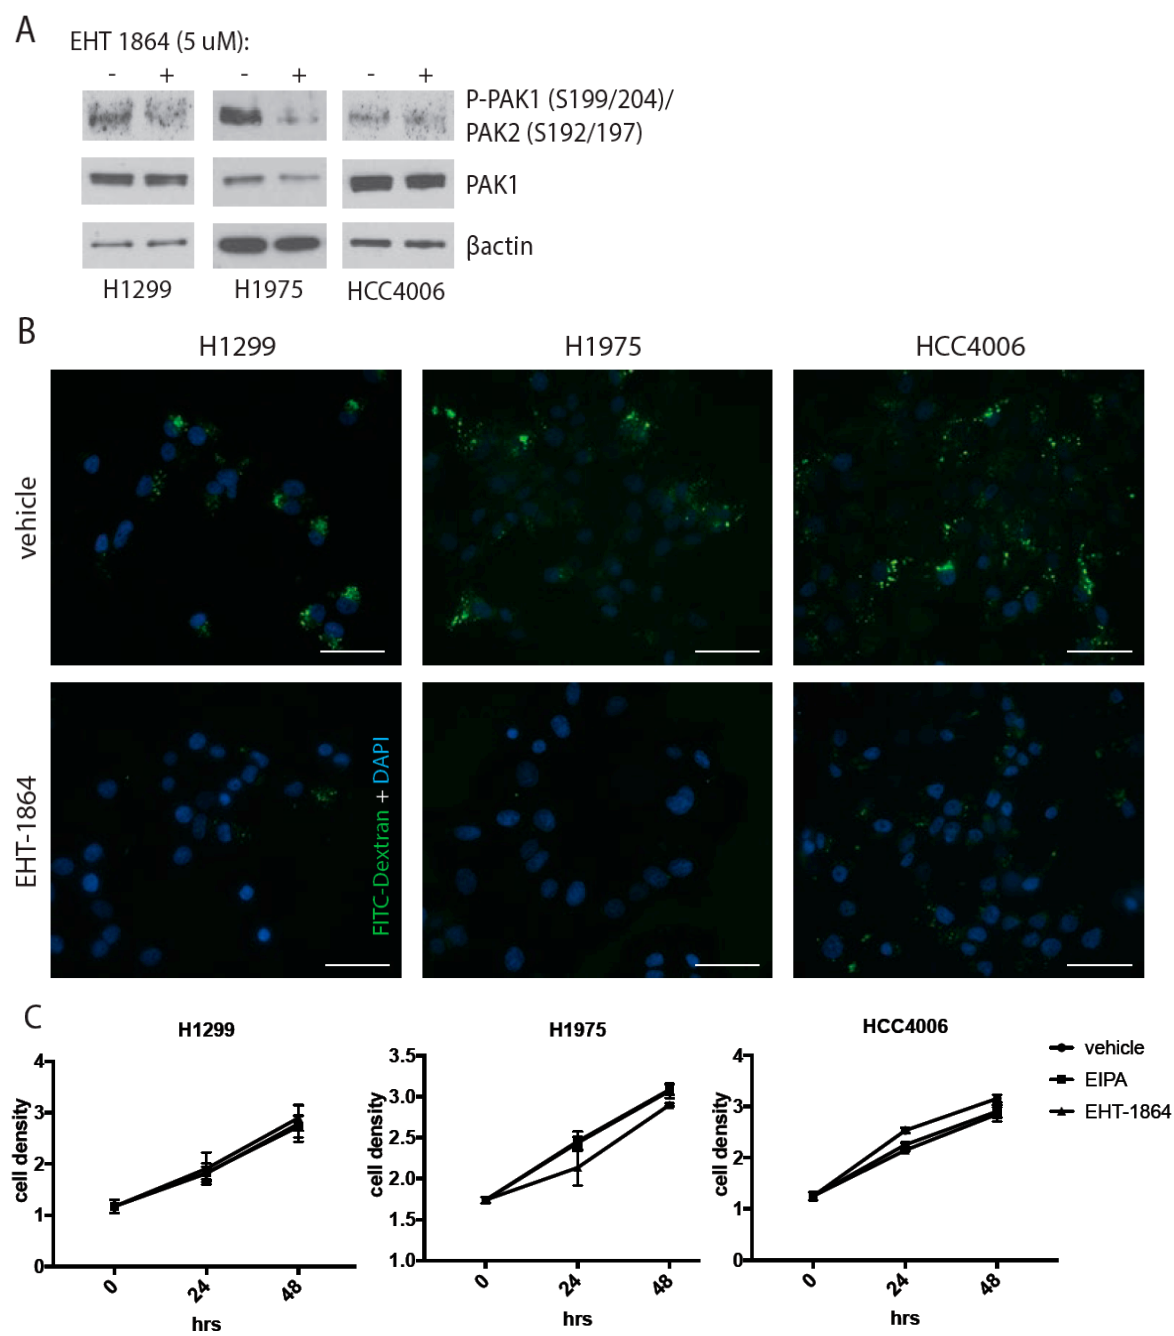 A
EHT 1864 (5 uM):
- + - + - +
P-PAK1 (S199/204)/
PAK2 (S192/197)
PAK1
βactin
H1299 H1975 HCC4006
B
H1299 H1975 HCC4006
vehicle
EHT-1864
FITC-Dextran + DAPI
C
H1299
4
3
2
1
0
cell density
0 24 48
hrs
H1975
3.5
3.0
2.5
2.0
1.5
1.0
cell density
0 24 48
hrs
HCC4006
4
3
2
1
0
cell density
0 24 48
hrs
vehicle
EIPA
EHT-1864